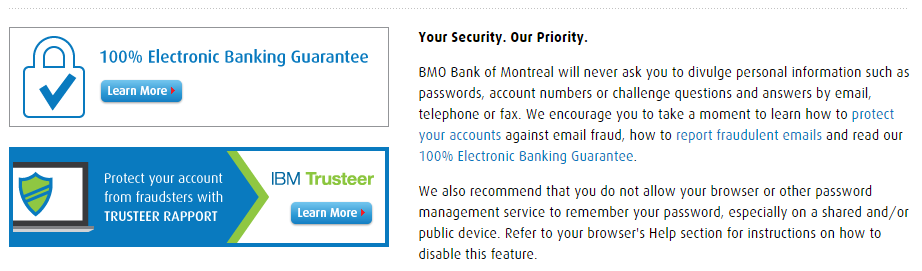 100% Electronic Banking Guarantee
Learn More
Protect your account
from fraudsters with
TRUSTEER RAPPORT
IBM Trusteer
Learn More
Your Security. Our Priority.
BMO Bank of Montreal will never ask you to divulge personal information such as
passwords, account numbers or challenge questions and answers by email,
telephone or fax. We encourage you to take a moment to learn how to protect
your accounts against email fraud, how to report fraudulent emails and read our
100% Electronic Banking Guarantee.
We also recommend that you do not allow your browser or other password
management service to remember your password, especially on a shared and/or
public device. Refer to your browser's Help section for instructions on how to
disable this feature.